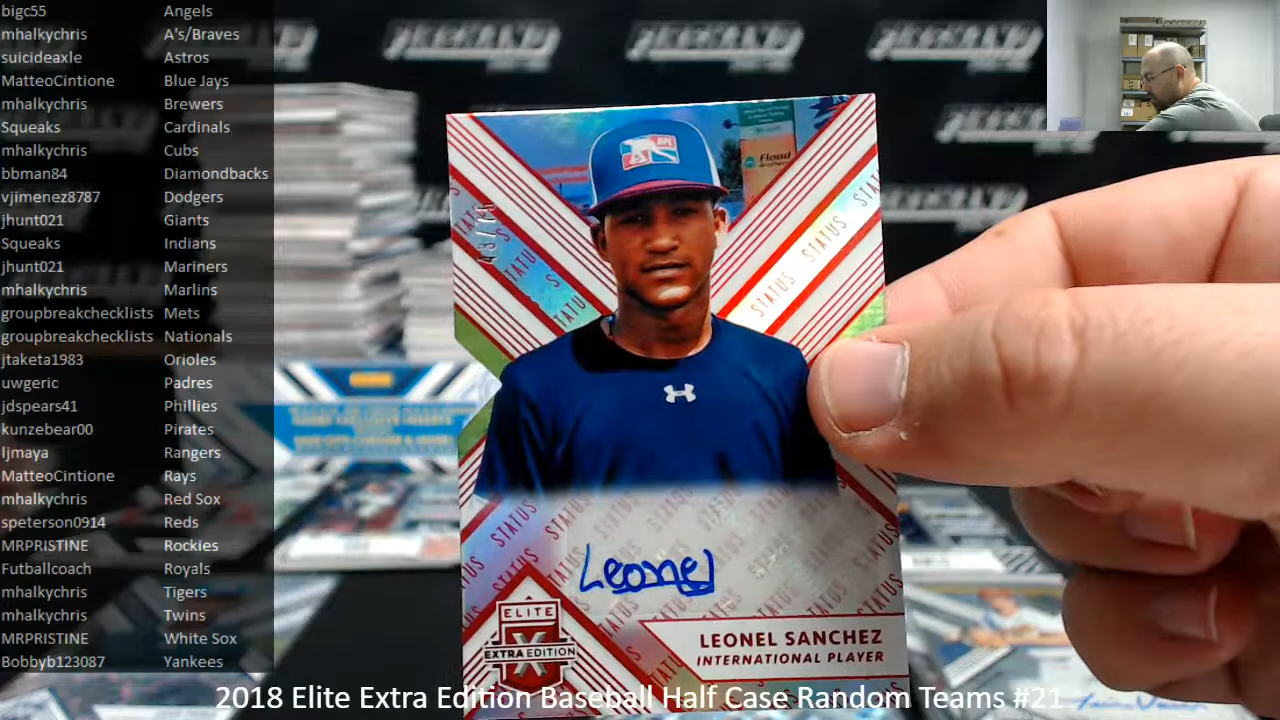 bigc55 Angels
mhalkychris A's/Braves
suicideaxle Astros
MatteoCintione Blue Jays
mhalkychris Brewers
Squeaks Cardinals
mhalkychris Cubs
bbman84 Diamondbacks
vjimenez8787 Dodgers
jhunt021 Giants
Squeaks Indians
jhunt021 Mariners
mhalkychris Marlins
groupbreakchecklists Mets
groupbreakchecklists Nationals
jtaketa1983 Orioles
uwgeric Padres
jdspears41 Phillies
kunzebear00 Pirates
ljmaya Rangers
MatteoCintione Rays
mhalkychris Red Sox
speterson0914 Reds
MRPRISTINE Rockies
Futballcoach Royals
mhalkychris Tigers
mhalkychris Twins
MRPRISTINE White Sox
Bobbyb123087 Yankees
DPL
Flood
STATUS STATUS
STATUS
Leonel
ELITE
X
EXTRA EDITION
LEONEL SANCHEZ
INTERNATIONAL PLAYER
2018 Elite Extra Edition Baseball Half Case Random Teams #21